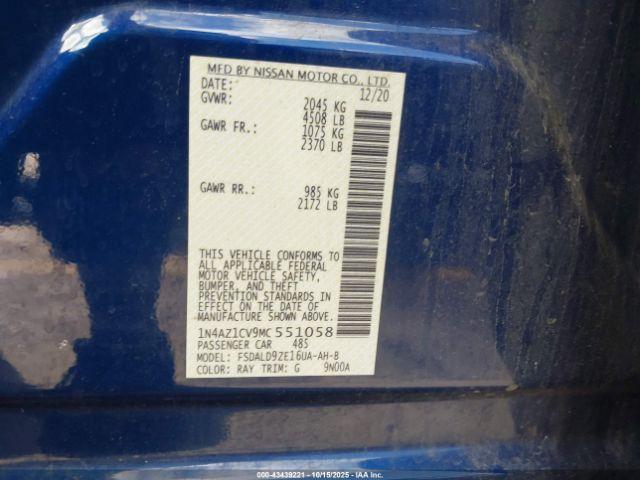 MFD BY NISSAN MOTOR CO., LTD.
DATE: 12/20
GVWR: 2045 KG
4508 LB
GAWR FR.: 1075 KG
2370 LB
GAWR RR.: 985 KG
2172 LB
THIS VEHICLE CONFORMS TO
ALL APPLICABLE FEDERAL
MOTOR VEHICLE SAFETY,
BUMPER, AND THEFT
PREVENTION STANDARDS IN
EFFECT ON THE DATE OF
MANUFACTURE SHOWN ABOVE.
1N4AZ1CV9MC551058
PASSENGER CAR 485
MODEL: FSDALD9ZE16UA-AH-B
COLOR: RAY TRIM: G 9N00A
000-43439221 - 10/15/2025 - IAA, Inc.